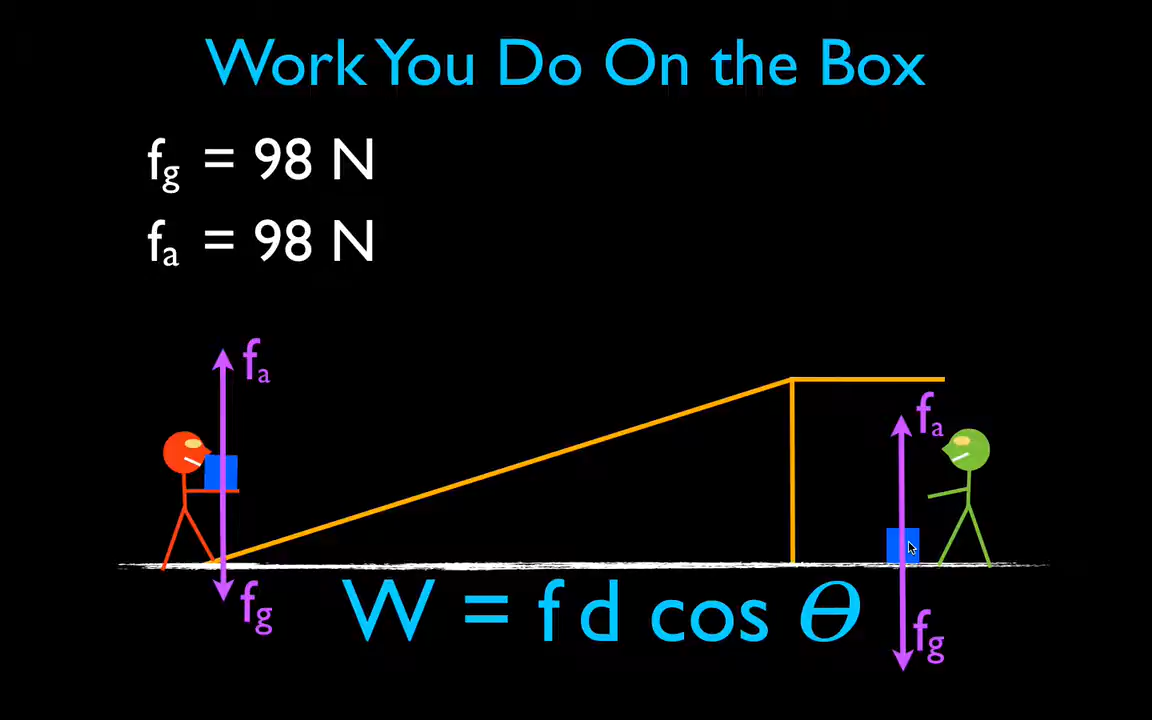 Work You Do On the Box
fg = 98 N
fa = 98 N
fa
fa
fg
W = f d cos θ
fg